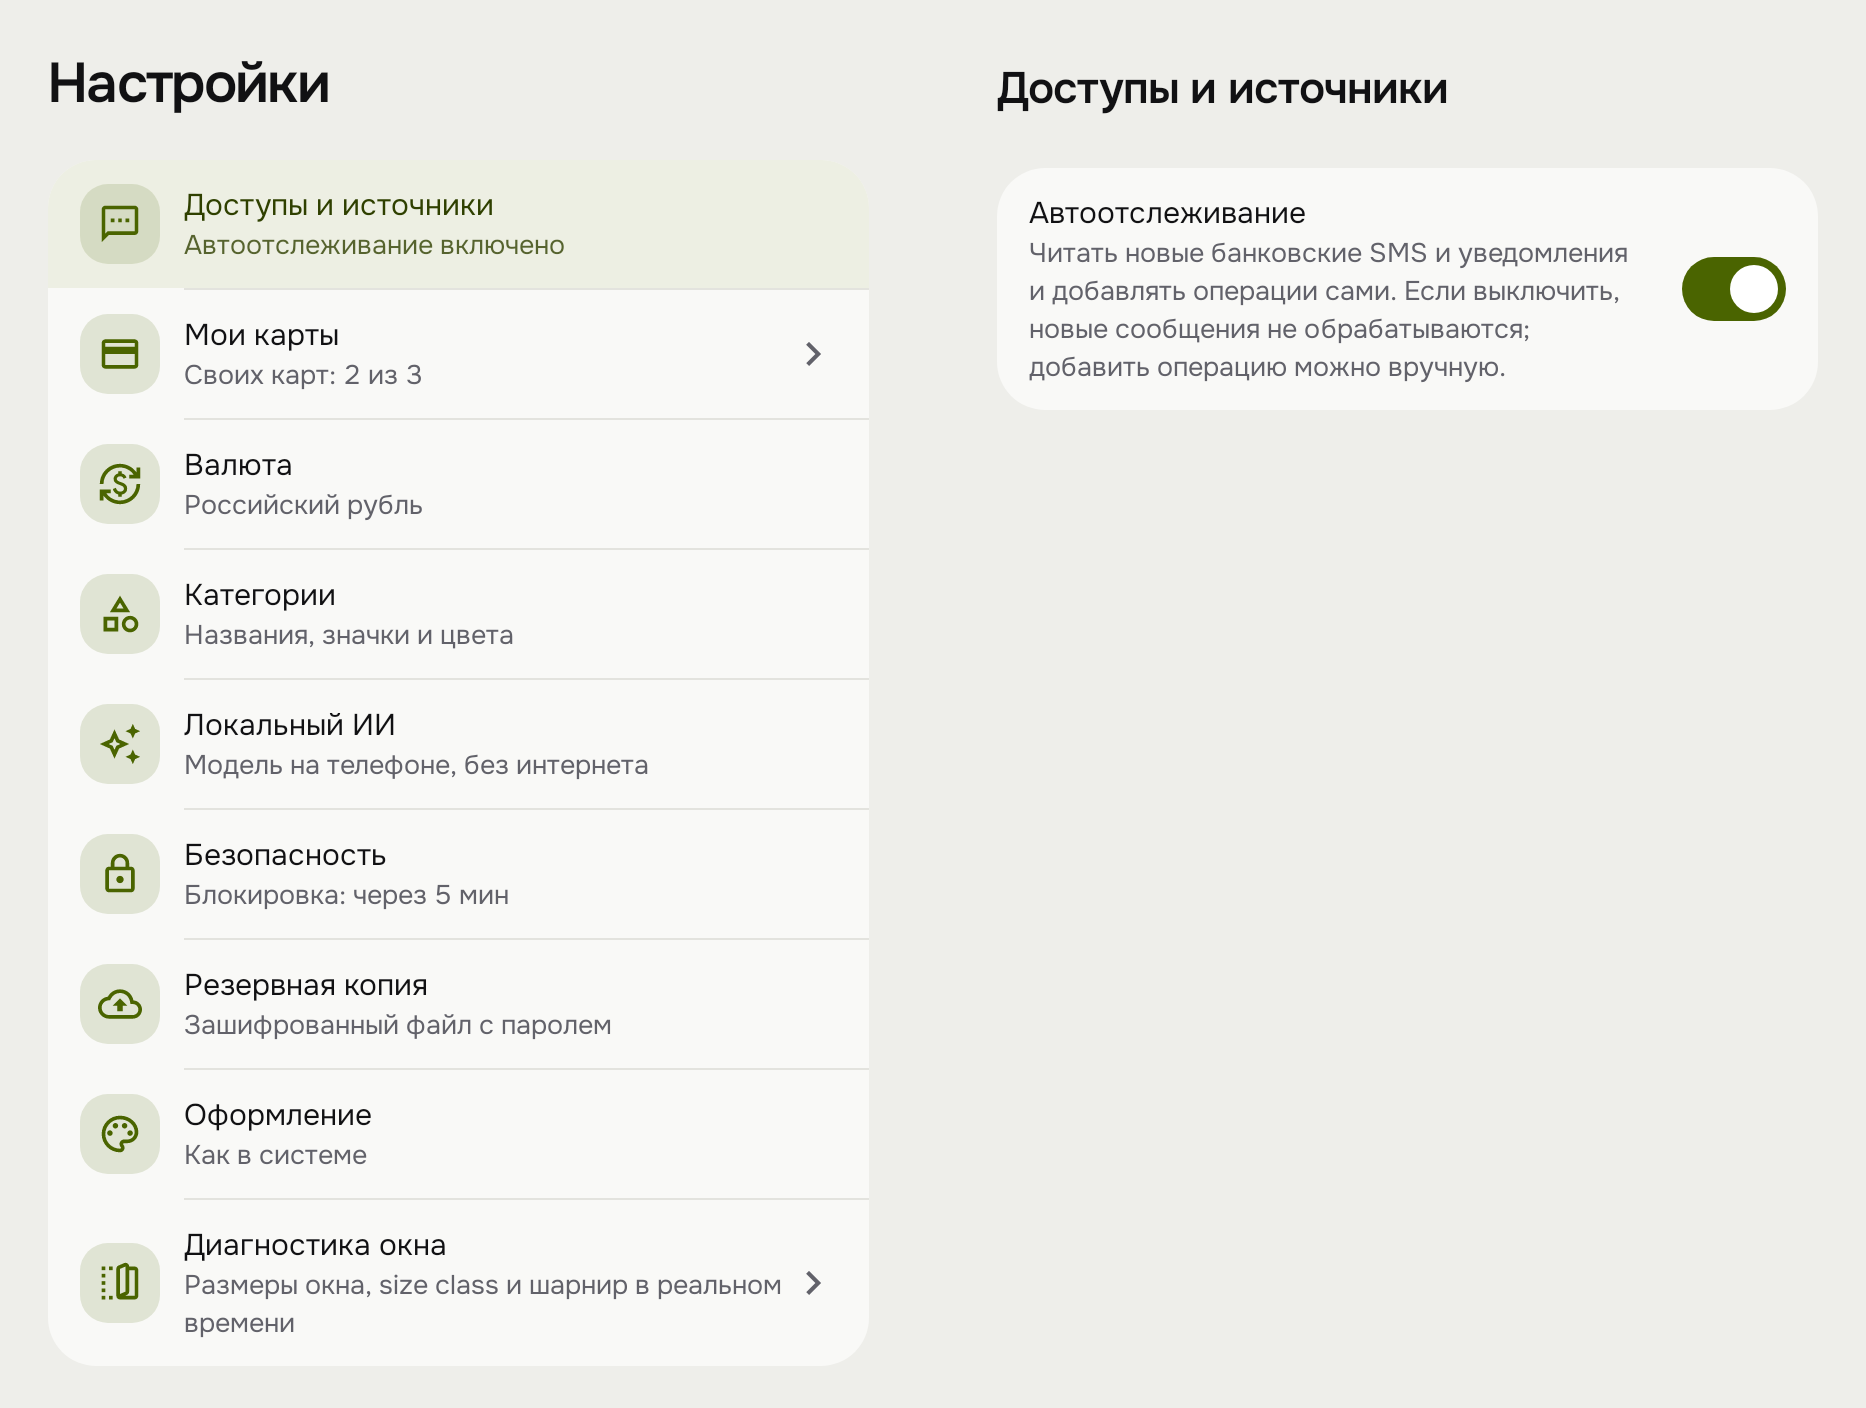 Настройки
Доступы и источники
Автоотслеживание включено
Мои карты
Своих карт: 2 из 3
Валюта
Российский рубль
Категории
Названия, значки и цвета
Локальный ИИ
Модель на телефоне, без интернета
Безопасность
Блокировка: через 5 мин
Резервная копия
Зашифрованный файл с паролем
Оформление
Как в системе
Диагностика окна
Размеры окна, size class и шарнир в реальном
времени
Доступы и источники
Автоотслеживание
Читать новые банковские SMS и уведомления
и добавлять операции сами. Если выключить,
новые сообщения не обрабатываются;
добавить операцию можно вручную.